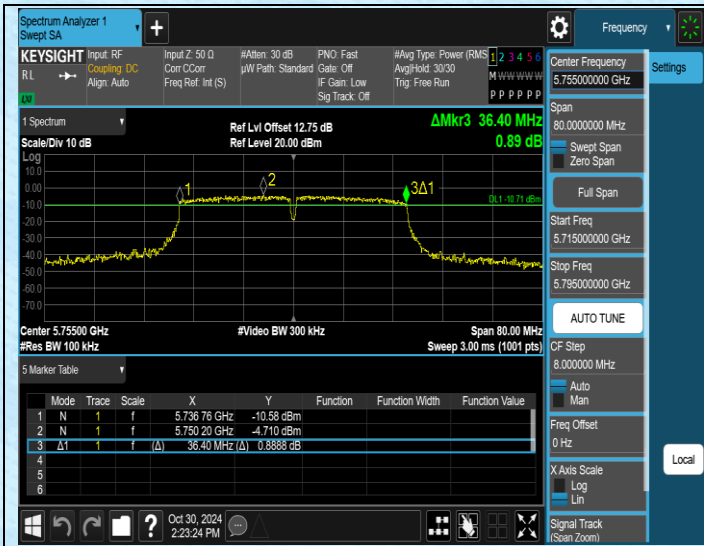 Spectrum Analyzer 1
Swept SA
+
Frequency
KEYSIGHT
RL
LXI
Input: RF
Coupling: DC
Align: Auto
Input Z: 50 Ω
Corr CCorr
Freq Ref: Int (S)
#Atten: 30 dB
µW Path: Standard
PNO: Fast
Gate: Off
IF Gain: Low
Sig Track: Off
#Avg Type: Power (RMS
Avg|Hold: 30/30
Trig: Free Run
1 2 3 4 5 6
M W W W W W
P P P P P P
1 Spectrum
Scale/Div 10 dB
Ref Lvl Offset 12.75 dB
Ref Level 20.00 dBm
ΔMkr3 36.40 MHz
0.89 dB
Log
10.0
0.00
-10.0
-20.0
-30.0
-40.0
-50.0
-60.0
-70.0
1
2
3Δ1
DL1 -10.71 dBm
Center 5.75500 GHz
#Res BW 100 kHz
#Video BW 300 kHz
Span 80.00 MHz
Sweep 3.00 ms (1001 pts)
5 Marker Table
Mode Trace Scale X Y Function Function Width Function Value
1 N 1 f 5.736 76 GHz -10.58 dBm
2 N 1 f 5.750 20 GHz -4.710 dBm
3 Δ1 1 f (Δ) 36.40 MHz (Δ) 0.8888 dB
4
5
6
?
Oct 30, 2024
2:23:24 PM
Center Frequency
5.755000000 GHz
Span
80.0000000 MHz
Swept Span
Zero Span
Full Span
Start Freq
5.715000000 GHz
Stop Freq
5.795000000 GHz
AUTO TUNE
CF Step
8.000000 MHz
Auto
Man
Freq Offset
0 Hz
X Axis Scale
Log
Lin
Signal Track
(Span Zoom)
Settings
Local